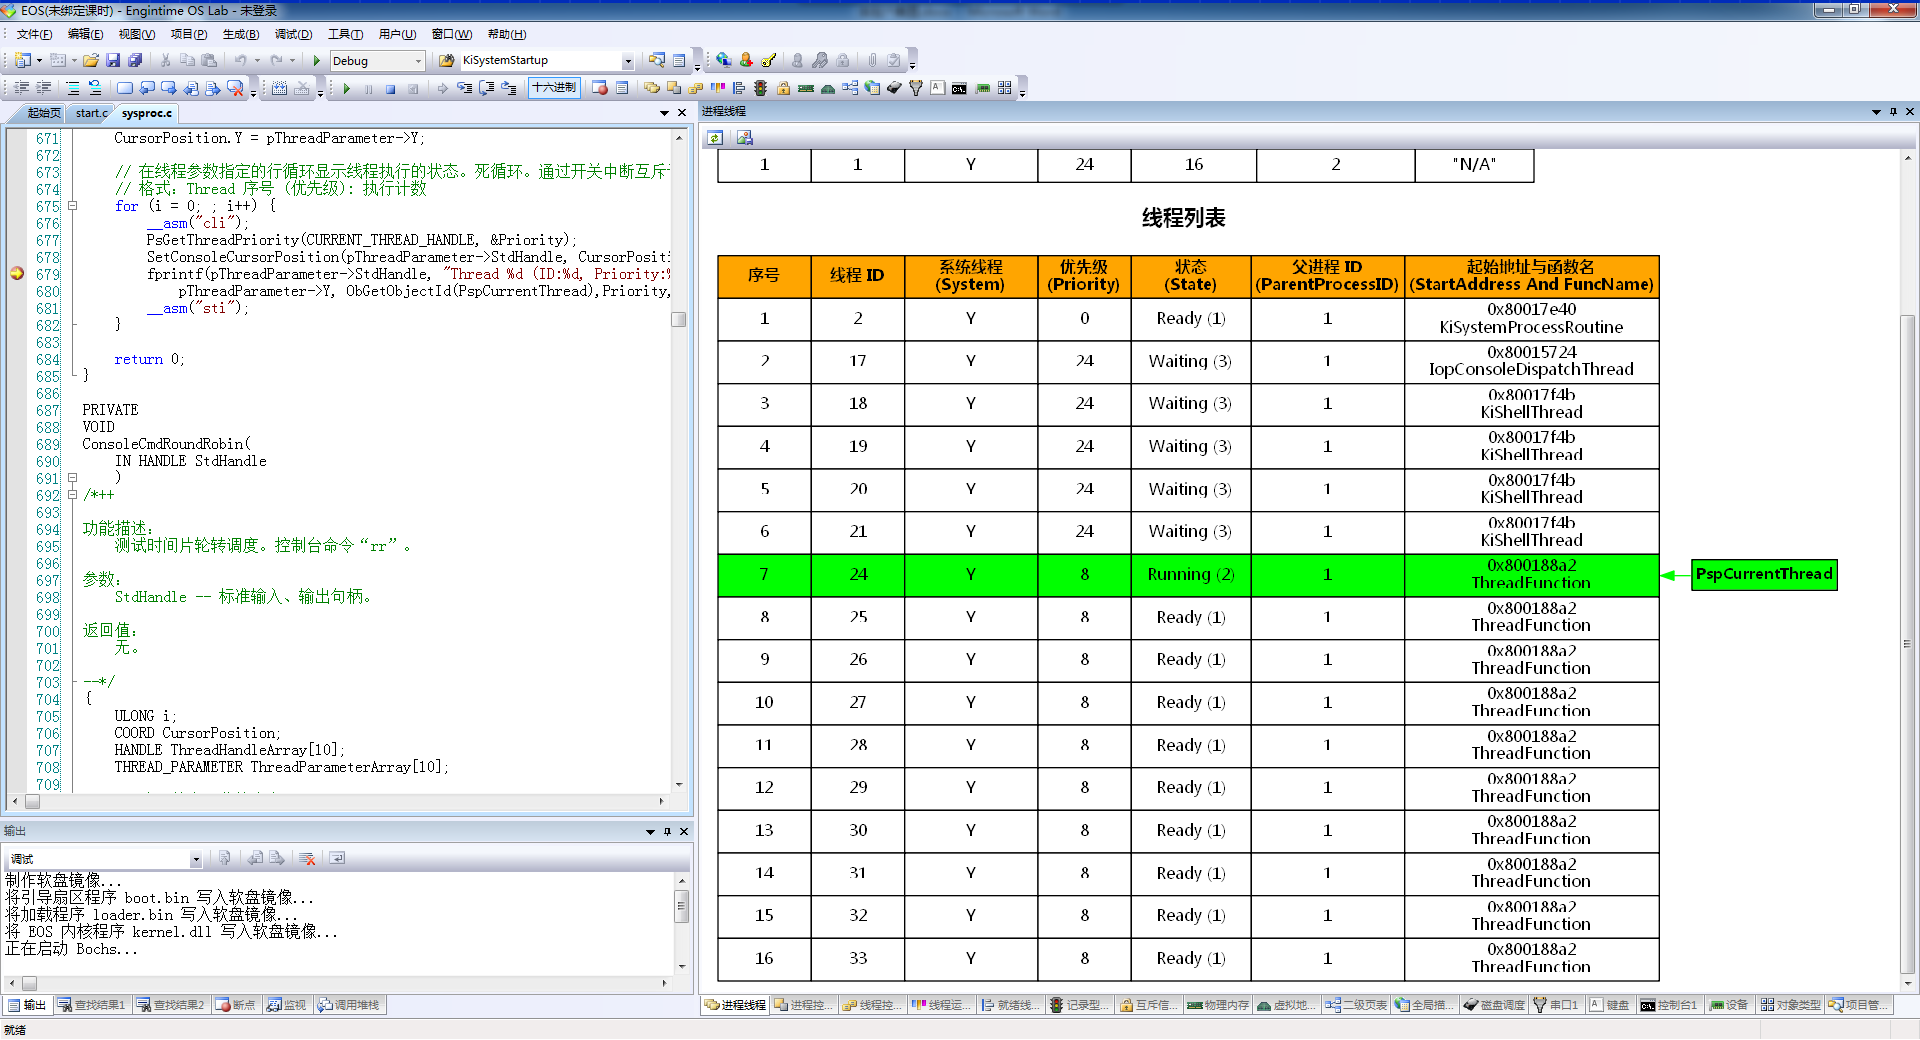 EOS(未绑定课时) - Engintime OS Lab - 未登录
文件(F) 编辑(E) 视图(V) 项目(P) 生成(B) 调试(D) 工具(T) 用户(U) 窗口(W) 帮助(H)
Debug KiSystemStartup
十六进制
起始页 start.c sysproc.c
671 CursorPosition.Y = pThreadParameter->Y;
672
673 // 在线程参数指定的行循环显示线程执行的状态。死循环。通过开关中断互斥
674 // 格式: Thread 序号 (优先级): 执行计数
675 for (i = 0; ; i++) {
676 __asm("cli");
677 PsGetThreadPriority(CURRENT_THREAD_HANDLE, &Priority);
678 SetConsoleCursorPosition(pThreadParameter->StdHandle, CursorPosit
679 fprintf(pThreadParameter->StdHandle, "Thread %d (ID:%d, Priority:%
680 pThreadParameter->Y, ObGetObjectId(PspCurrentThread),Priority,
681 __asm("sti");
682 }
683
684 return 0;
685 }
686
687 PRIVATE
688 VOID
689 ConsoleCmdRoundRobin(
690 IN HANDLE StdHandle
691 )
692 /*++
693
694 功能描述:
695 测试时间片轮转调度。控制台命令“rr”。
696
697 参数:
698 StdHandle -- 标准输入、输出句柄。
699
700 返回值:
701 无。
702
703 --*/
704 {
705 ULONG i;
706 COORD CursorPosition;
707 HANDLE ThreadHandleArray[10];
708 THREAD_PARAMETER ThreadParameterArray[10];
709
输出
调试
制作软盘镜像...
将引导扇区程序 boot.bin 写入软盘镜像...
将加载程序 loader.bin 写入软盘镜像...
将 EOS 内核程序 kernel.dll 写入软盘镜像...
正在启动 Bochs...
输出 查找结果1 查找结果2 断点 监视 调用堆栈
就绪
进程线程
1 1 Y 24 16 2 "N/A"
线程列表
序号 线程 ID 系统线程 (System) 优先级 (Priority) 状态 (State) 父进程 ID (ParentProcessID) 起始地址与函数名 (StartAddress And FuncName)
1 2 Y 0 Ready (1) 1 0x80017e40 KiSystemProcessRoutine
2 17 Y 24 Waiting (3) 1 0x80015724 IopConsoleDispatchThread
3 18 Y 24 Waiting (3) 1 0x80017f4b KiShellThread
4 19 Y 24 Waiting (3) 1 0x80017f4b KiShellThread
5 20 Y 24 Waiting (3) 1 0x80017f4b KiShellThread
6 21 Y 24 Waiting (3) 1 0x80017f4b KiShellThread
7 24 Y 8 Running (2) 1 0x800188a2 ThreadFunction PspCurrentThread
8 25 Y 8 Ready (1) 1 0x800188a2 ThreadFunction
9 26 Y 8 Ready (1) 1 0x800188a2 ThreadFunction
10 27 Y 8 Ready (1) 1 0x800188a2 ThreadFunction
11 28 Y 8 Ready (1) 1 0x800188a2 ThreadFunction
12 29 Y 8 Ready (1) 1 0x800188a2 ThreadFunction
13 30 Y 8 Ready (1) 1 0x800188a2 ThreadFunction
14 31 Y 8 Ready (1) 1 0x800188a2 ThreadFunction
15 32 Y 8 Ready (1) 1 0x800188a2 ThreadFunction
16 33 Y 8 Ready (1) 1 0x800188a2 ThreadFunction
进程线程 进程控... 线程控... 线程运... 就绪线... 记录型... 互斥信... 物理内存 虚拟地... 二级页表 全局描... 磁盘调度 串口1 键盘 控制台1 设备 对象类型 项目管...